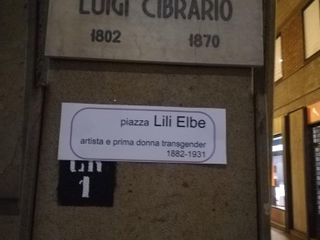 LUIGI CIBRARIO
1802 1870
piazza Lili Elbe
artista e prima donna transgender
1882-1931
1